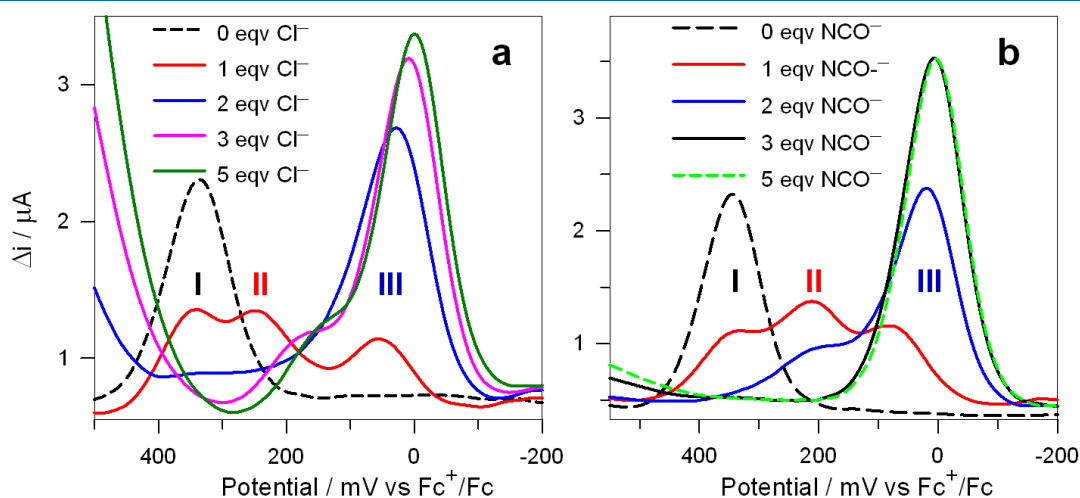 a
0 eqv Cl⁻
1 eqv Cl⁻
2 eqv Cl⁻
3 eqv Cl⁻
5 eqv Cl⁻
I
II
III
3
2
1
Δi / μA
400
200
0
-200
Potential / mV vs Fc⁺/Fc
b
0 eqv NCO⁻
1 eqv NCO-⁻
2 eqv NCO⁻
3 eqv NCO⁻
5 eqv NCO⁻
I
II
III
3
2
1
400
200
0
-200
Potential / mV vs Fc⁺/Fc